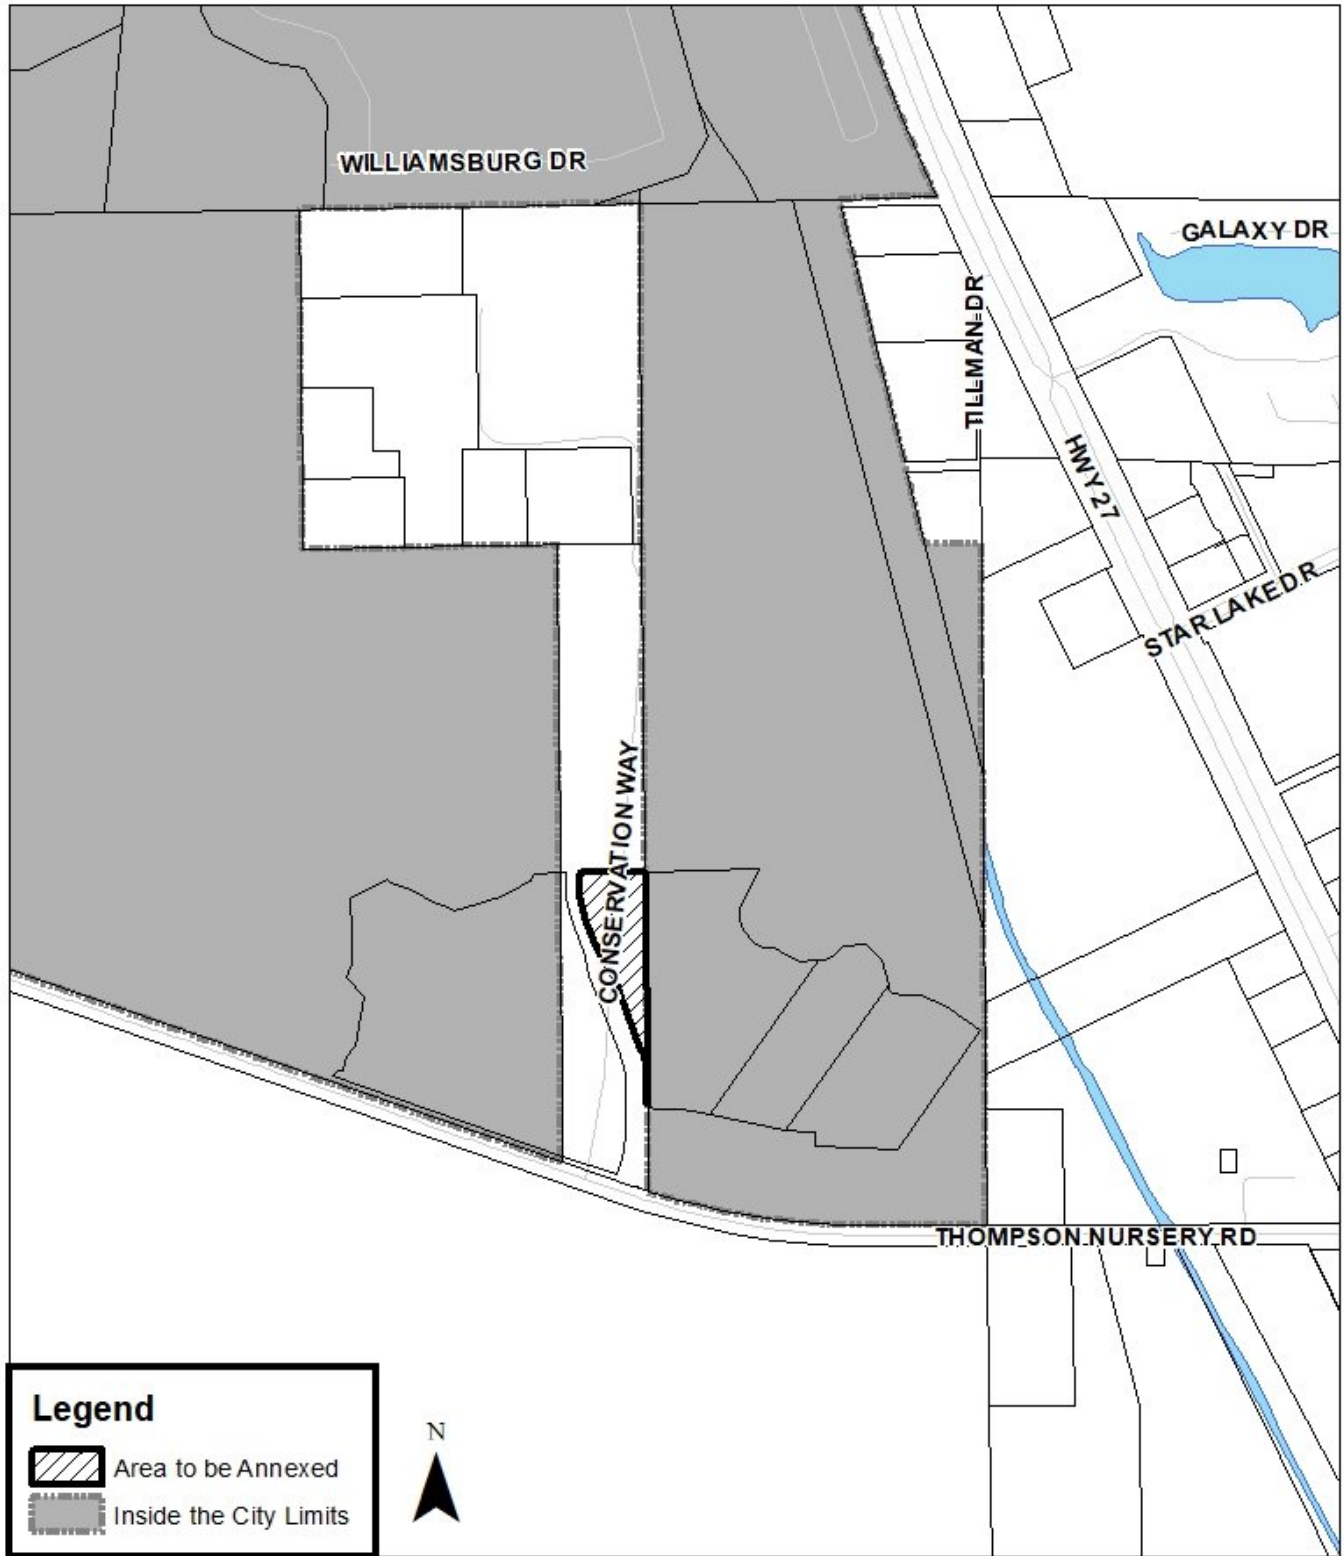 WILLIAMSBURG DR
GALAXY DR
TILLMAN DR
HWY 27
STAR LAKE DR
CONSERVATION WAY
THOMPSON NURSERY RD
Legend
Area to be Annexed
Inside the City Limits
N